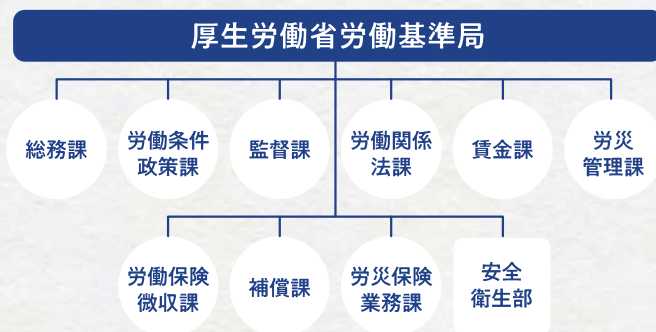 厚生労働省労働基準局
総務課
労働条件
政策課
監督課
労働関係
法課
賃金課
労災
管理課
労働保険
徴収課
補償課
労災保険
業務課
安全
衛生部